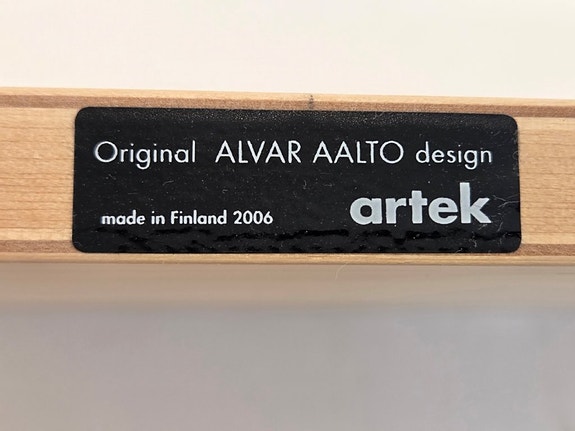 Original ALVAR AALTO design
made in Finland 2006
artek